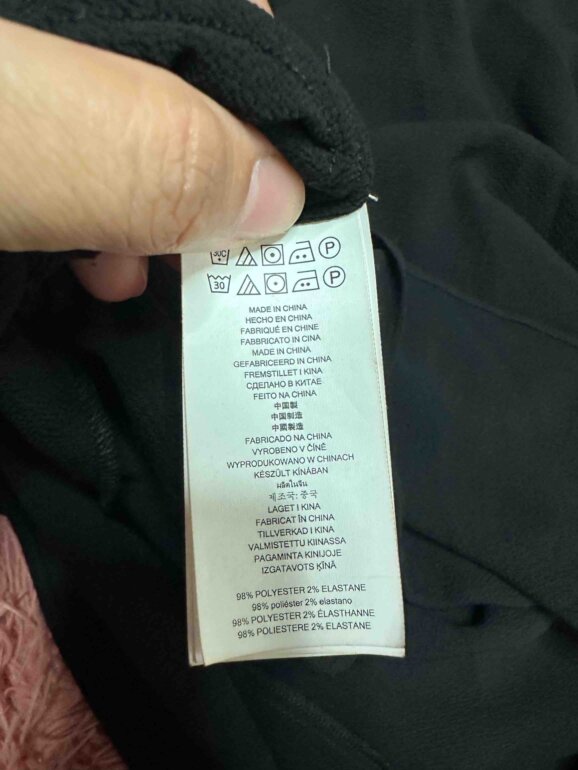 30C P
30 P
MADE IN CHINA
HECHO EN CHINA
FABRIQUÉ EN CHINE
FABBRICATO IN CINA
MADE IN CHINA
GEFABRICEERD IN CHINA
FREMSTILLET I KINA
СДЕЛАНО В КИТАЕ
FEITO NA CHINA
中国製
中国制造
中國製造
FABRICADO NA CHINA
VYROBENO V ČÍNĚ
WYPRODUKOWANO W CHINACH
KÉSZÜLT KÍNÁBAN
ผลิตในจีน
제조국: 중국
LAGET I KINA
FABRICAT ÎN CHINA
TILLVERKAD I KINA
VALMISTETTU KIINASSA
PAGAMINTA KINIJOJE
IZGATAVOTS ĶĪNĀ
98% POLYESTER 2% ELASTANE
98% poliéster 2% elastano
98% POLYESTER 2% ÉLASTHANNE
98% POLIESTERE 2% ELASTANE